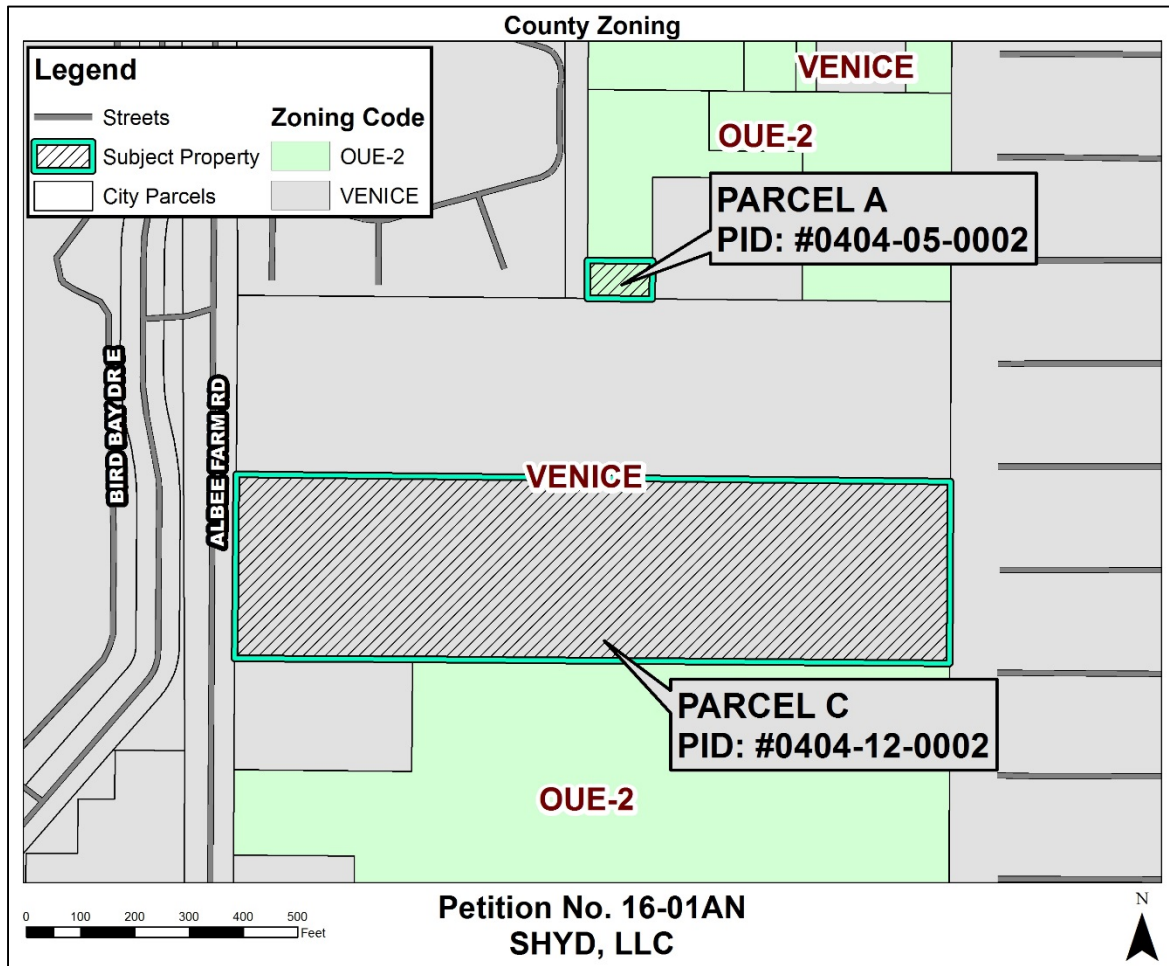 County Zoning
Legend
Streets
Subject Property
City Parcels
Zoning Code
OUE-2
VENICE
VENICE
OUE-2
PARCEL A
PID: #0404-05-0002
BIRD BAY DR E
ALBEE FARM RD
VENICE
PARCEL C
PID: #0404-12-0002
OUE-2
0 100 200 300 400 500
Feet
Petition No. 16-01AN
SHYD, LLC
N